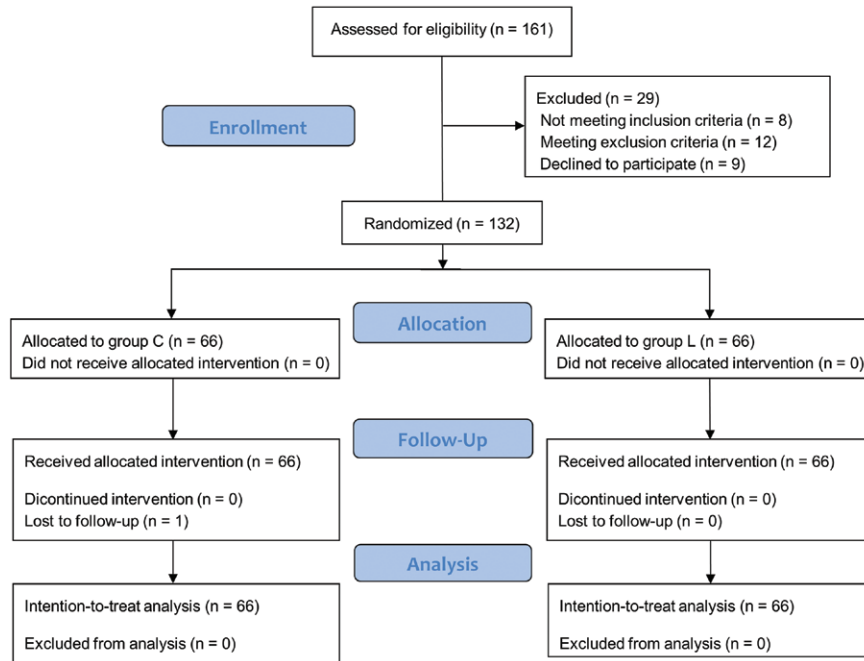 Assessed for eligibility (n = 161)
Enrollment
Excluded (n = 29)
Not meeting inclusion criteria (n = 8)
Meeting exclusion criteria (n = 12)
Declined to participate (n = 9)
Randomized (n = 132)
Allocation
Allocated to group C (n = 66)
Did not receive allocated intervention (n = 0)
Allocated to group L (n = 66)
Did not receive allocated intervention (n = 0)
Follow-Up
Received allocated intervention (n = 66)
Dicontinued intervention (n = 0)
Lost to follow-up (n = 1)
Received allocated intervention (n = 66)
Dicontinued intervention (n = 0)
Lost to follow-up (n = 0)
Analysis
Intention-to-treat analysis (n = 66)
Excluded from analysis (n = 0)
Intention-to-treat analysis (n = 66)
Excluded from analysis (n = 0)